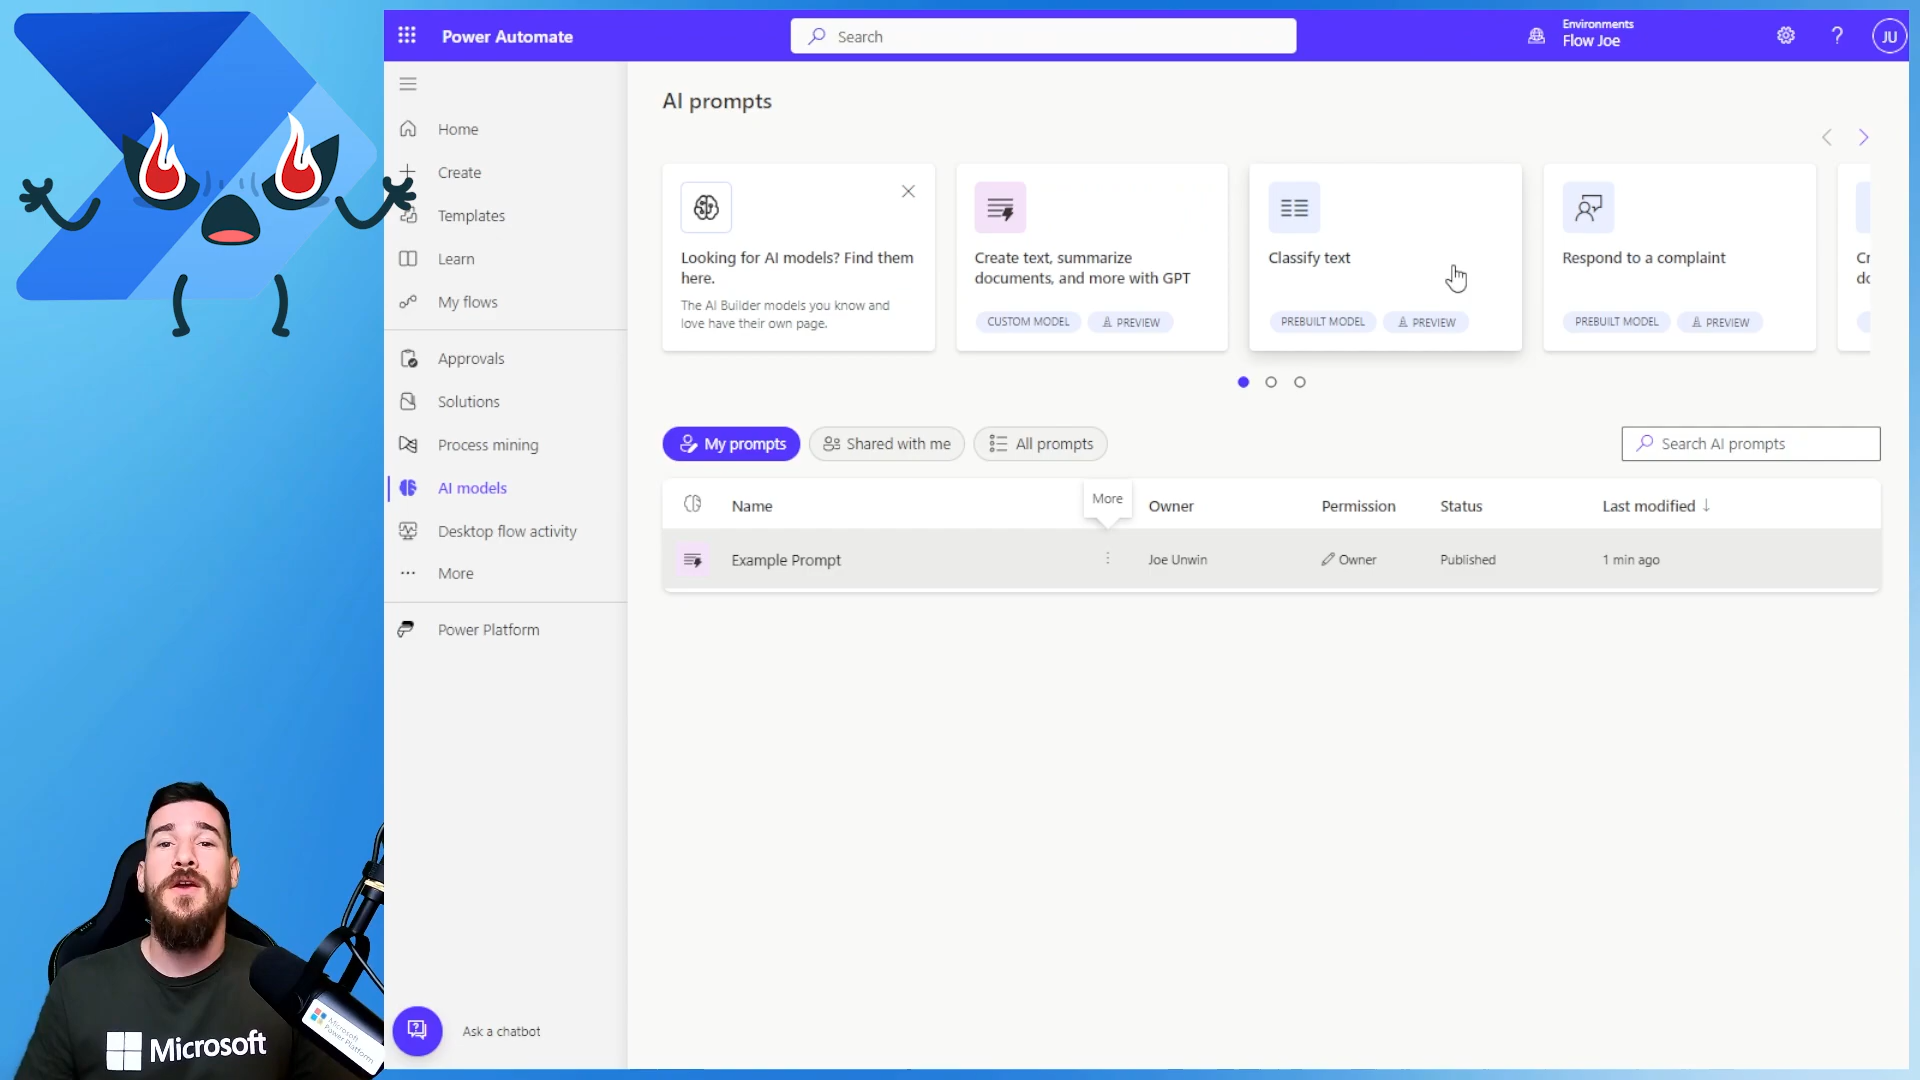 Power Automate
Search
Environments
Flow Joe
JU
Home
Create
Templates
Learn
My flows
Approvals
Solutions
Process mining
AI models
Desktop flow activity
More
Power Platform
Ask a chatbot
AI prompts
Looking for AI models? Find them
here.
The AI Builder models you know and
love have their own page.
Create text, summarize
documents, and more with GPT
CUSTOM MODEL
PREVIEW
Classify text
PREBUILT MODEL
PREVIEW
Respond to a complaint
PREBUILT MODEL
PREVIEW
Cr
do
My prompts
Shared with me
All prompts
Search AI prompts
Name
More
Owner
Permission
Status
Last modified ↓
Example Prompt
Joe Unwin
Owner
Published
1 min ago
Microsoft
Microsoft
Power Platform